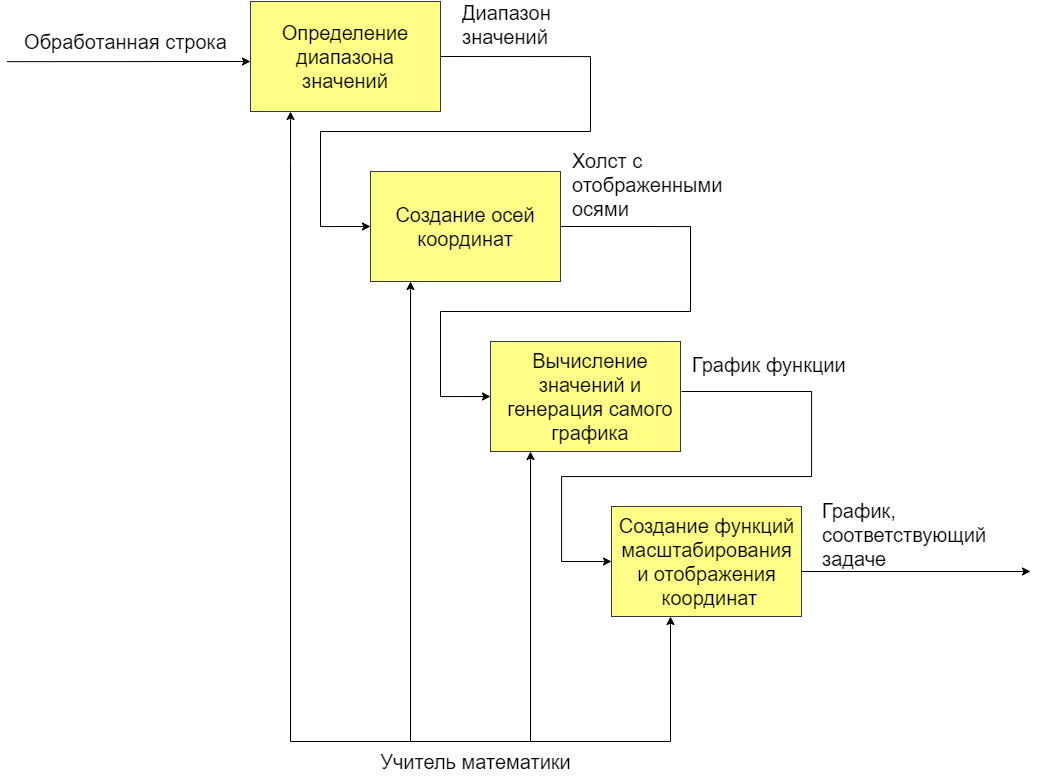 Обработанная строка
Определение
диапазона
значений
Диапазон
значений
Создание осей
координат
Холст с
отображенными
осями
Вычисление
значений и
генерация самого
графика
График функции
Создание функций
масштабирования
и отображения
координат
График,
соответствующий
задаче
Учитель математики